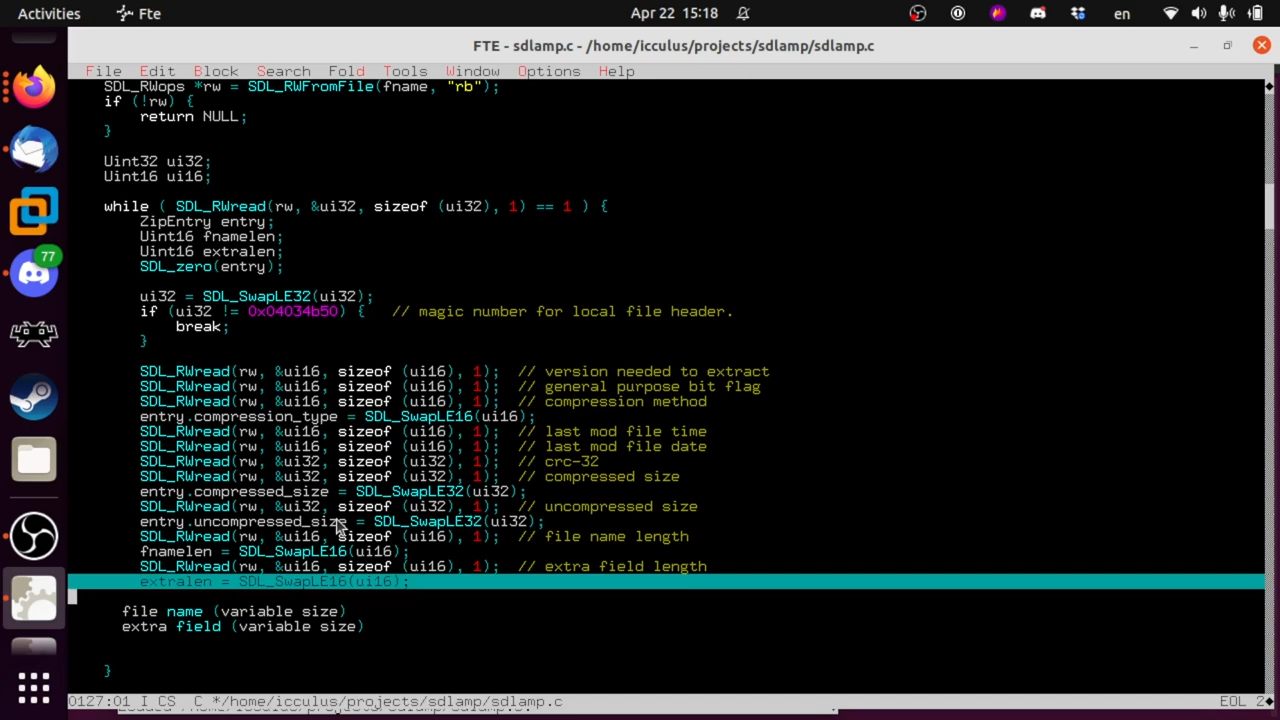 Activities Fte Apr 22 15:18 en
FTE - sdlamp.c - /home/icculus/projects/sdlamp/sdlamp.c
File Edit Block Search Fold Tools Window Options Help
SDL_RWops *rw = SDL_RWFromFile(fname, "rb");
if (!rw) {
return NULL;
}
Uint32 ui32;
Uint16 ui16;
while ( SDL_RWread(rw, &ui32, sizeof (ui32), 1) == 1 ) {
ZipEntry entry;
Uint16 fnamelen;
Uint16 extralen;
SDL_zero(entry);
ui32 = SDL_SwapLE32(ui32);
if (ui32 != 0x04034b50) { // magic number for local file header.
break;
}
SDL_RWread(rw, &ui16, sizeof (ui16), 1); // version needed to extract
SDL_RWread(rw, &ui16, sizeof (ui16), 1); // general purpose bit flag
SDL_RWread(rw, &ui16, sizeof (ui16), 1); // compression method
entry.compression_type = SDL_SwapLE16(ui16);
SDL_RWread(rw, &ui16, sizeof (ui16), 1); // last mod file time
SDL_RWread(rw, &ui16, sizeof (ui16), 1); // last mod file date
SDL_RWread(rw, &ui32, sizeof (ui32), 1); // crc-32
SDL_RWread(rw, &ui32, sizeof (ui32), 1); // compressed size
entry.compressed_size = SDL_SwapLE32(ui32);
SDL_RWread(rw, &ui32, sizeof (ui32), 1); // uncompressed size
entry.uncompressed_size = SDL_SwapLE32(ui32);
SDL_RWread(rw, &ui16, sizeof (ui16), 1); // file name length
fnamelen = SDL_SwapLE16(ui16);
SDL_RWread(rw, &ui16, sizeof (ui16), 1); // extra field length
extralen = SDL_SwapLE16(ui16);
file name (variable size)
extra field (variable size)
}
0127:01 I CS C */home/icculus/projects/sdlamp/sdlamp.c EOL 2
77